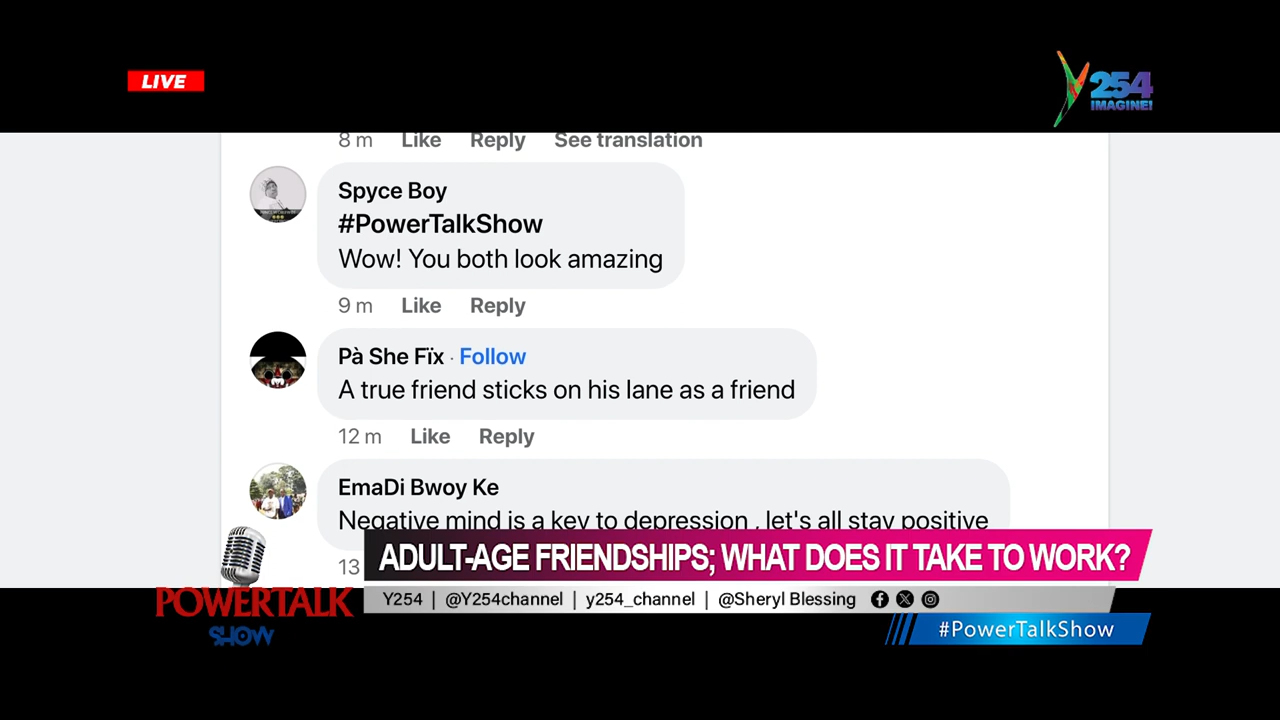 LIVE
254
IMAGINE!
8 m Like Reply See translation
Spyce Boy
#PowerTalkShow
Wow! You both look amazing
9 m Like Reply
Pà She Fïx · Follow
A true friend sticks on his lane as a friend
12 m Like Reply
EmaDi Bwoy Ke
Negative mind is a key to depression , let's all stay positive
13
ADULT-AGE FRIENDSHIPS; WHAT DOES IT TAKE TO WORK?
Y254 | @Y254channel | y254_channel | @Sheryl Blessing
POWERTALK
SHOW
#PowerTalkShow